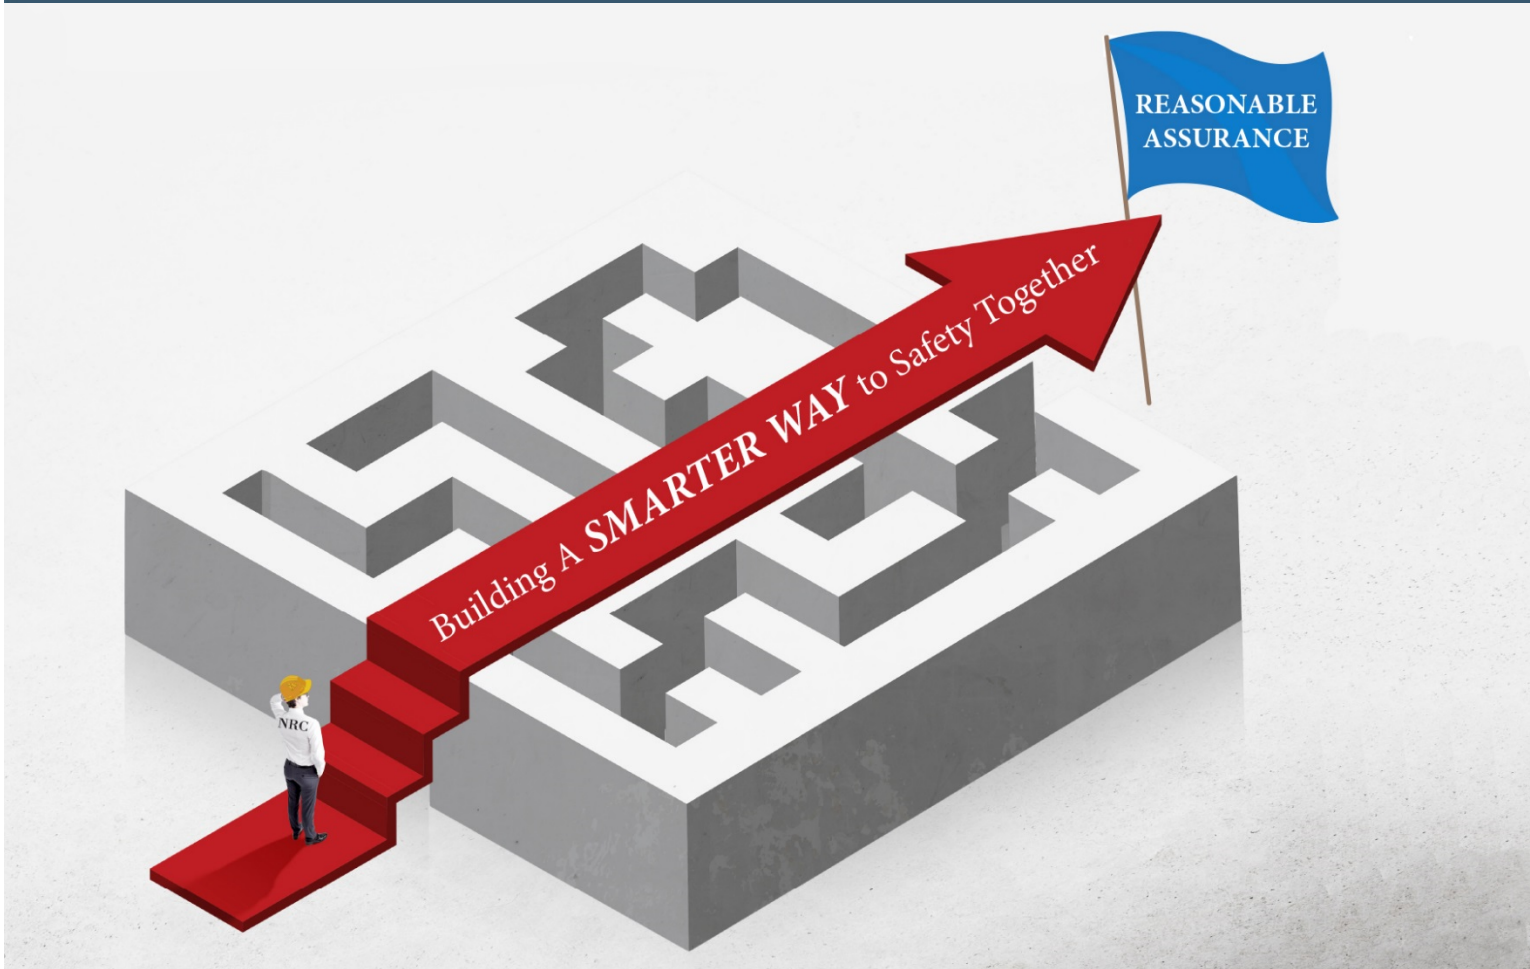 REASONABLE
ASSURANCE
Building A SMARTER WAY to Safety Together
NRC